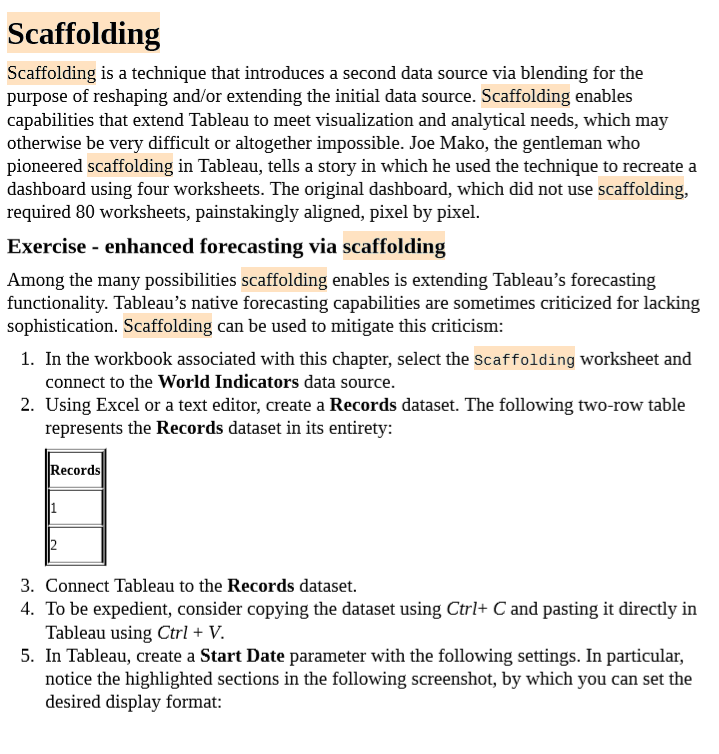 Scaffolding
Scaffolding is a technique that introduces a second data source via blending for the
purpose of reshaping and/or extending the initial data source. Scaffolding enables
capabilities that extend Tableau to meet visualization and analytical needs, which may
otherwise be very difficult or altogether impossible. Joe Mako, the gentleman who
pioneered scaffolding in Tableau, tells a story in which he used the technique to recreate a
dashboard using four worksheets. The original dashboard, which did not use scaffolding,
required 80 worksheets, painstakingly aligned, pixel by pixel.
Exercise - enhanced forecasting via scaffolding
Among the many possibilities scaffolding enables is extending Tableau’s forecasting
functionality. Tableau’s native forecasting capabilities are sometimes criticized for lacking
sophistication. Scaffolding can be used to mitigate this criticism:
1. In the workbook associated with this chapter, select the Scaffolding worksheet and
connect to the World Indicators data source.
2. Using Excel or a text editor, create a Records dataset. The following two-row table
represents the Records dataset in its entirety:
Records
1
2
3. Connect Tableau to the Records dataset.
4. To be expedient, consider copying the dataset using Ctrl+ C and pasting it directly in
Tableau using Ctrl + V.
5. In Tableau, create a Start Date parameter with the following settings. In particular,
notice the highlighted sections in the following screenshot, by which you can set the
desired display format: